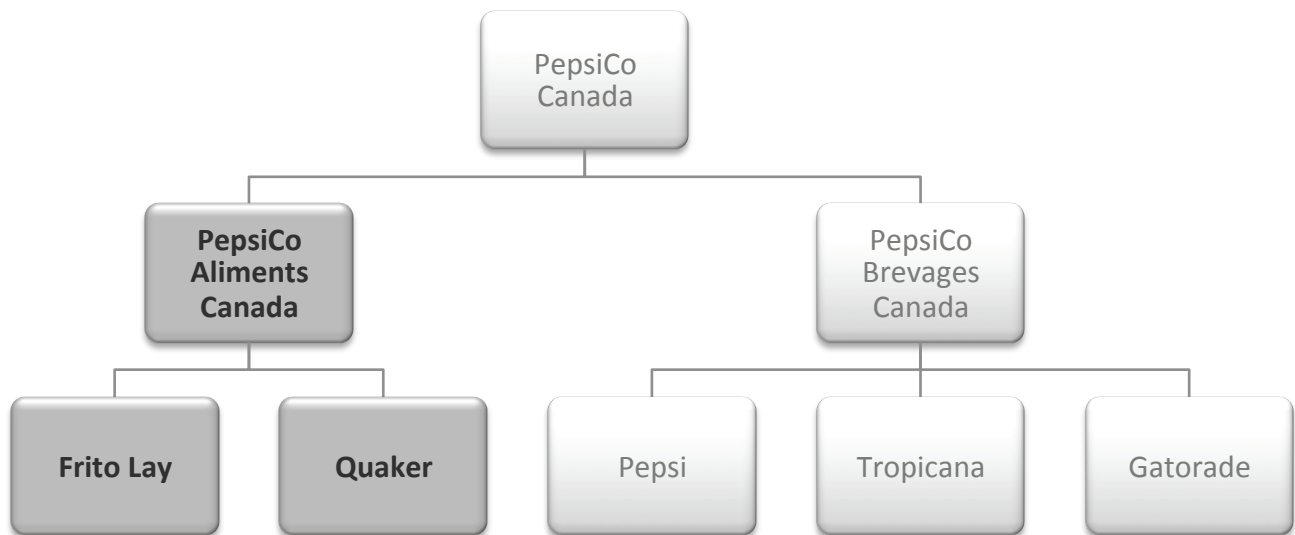 PepsiCo
Canada
PepsiCo
Aliments
Canada
PepsiCo
Brevages
Canada
Frito Lay
Quaker
Pepsi
Tropicana
Gatorade